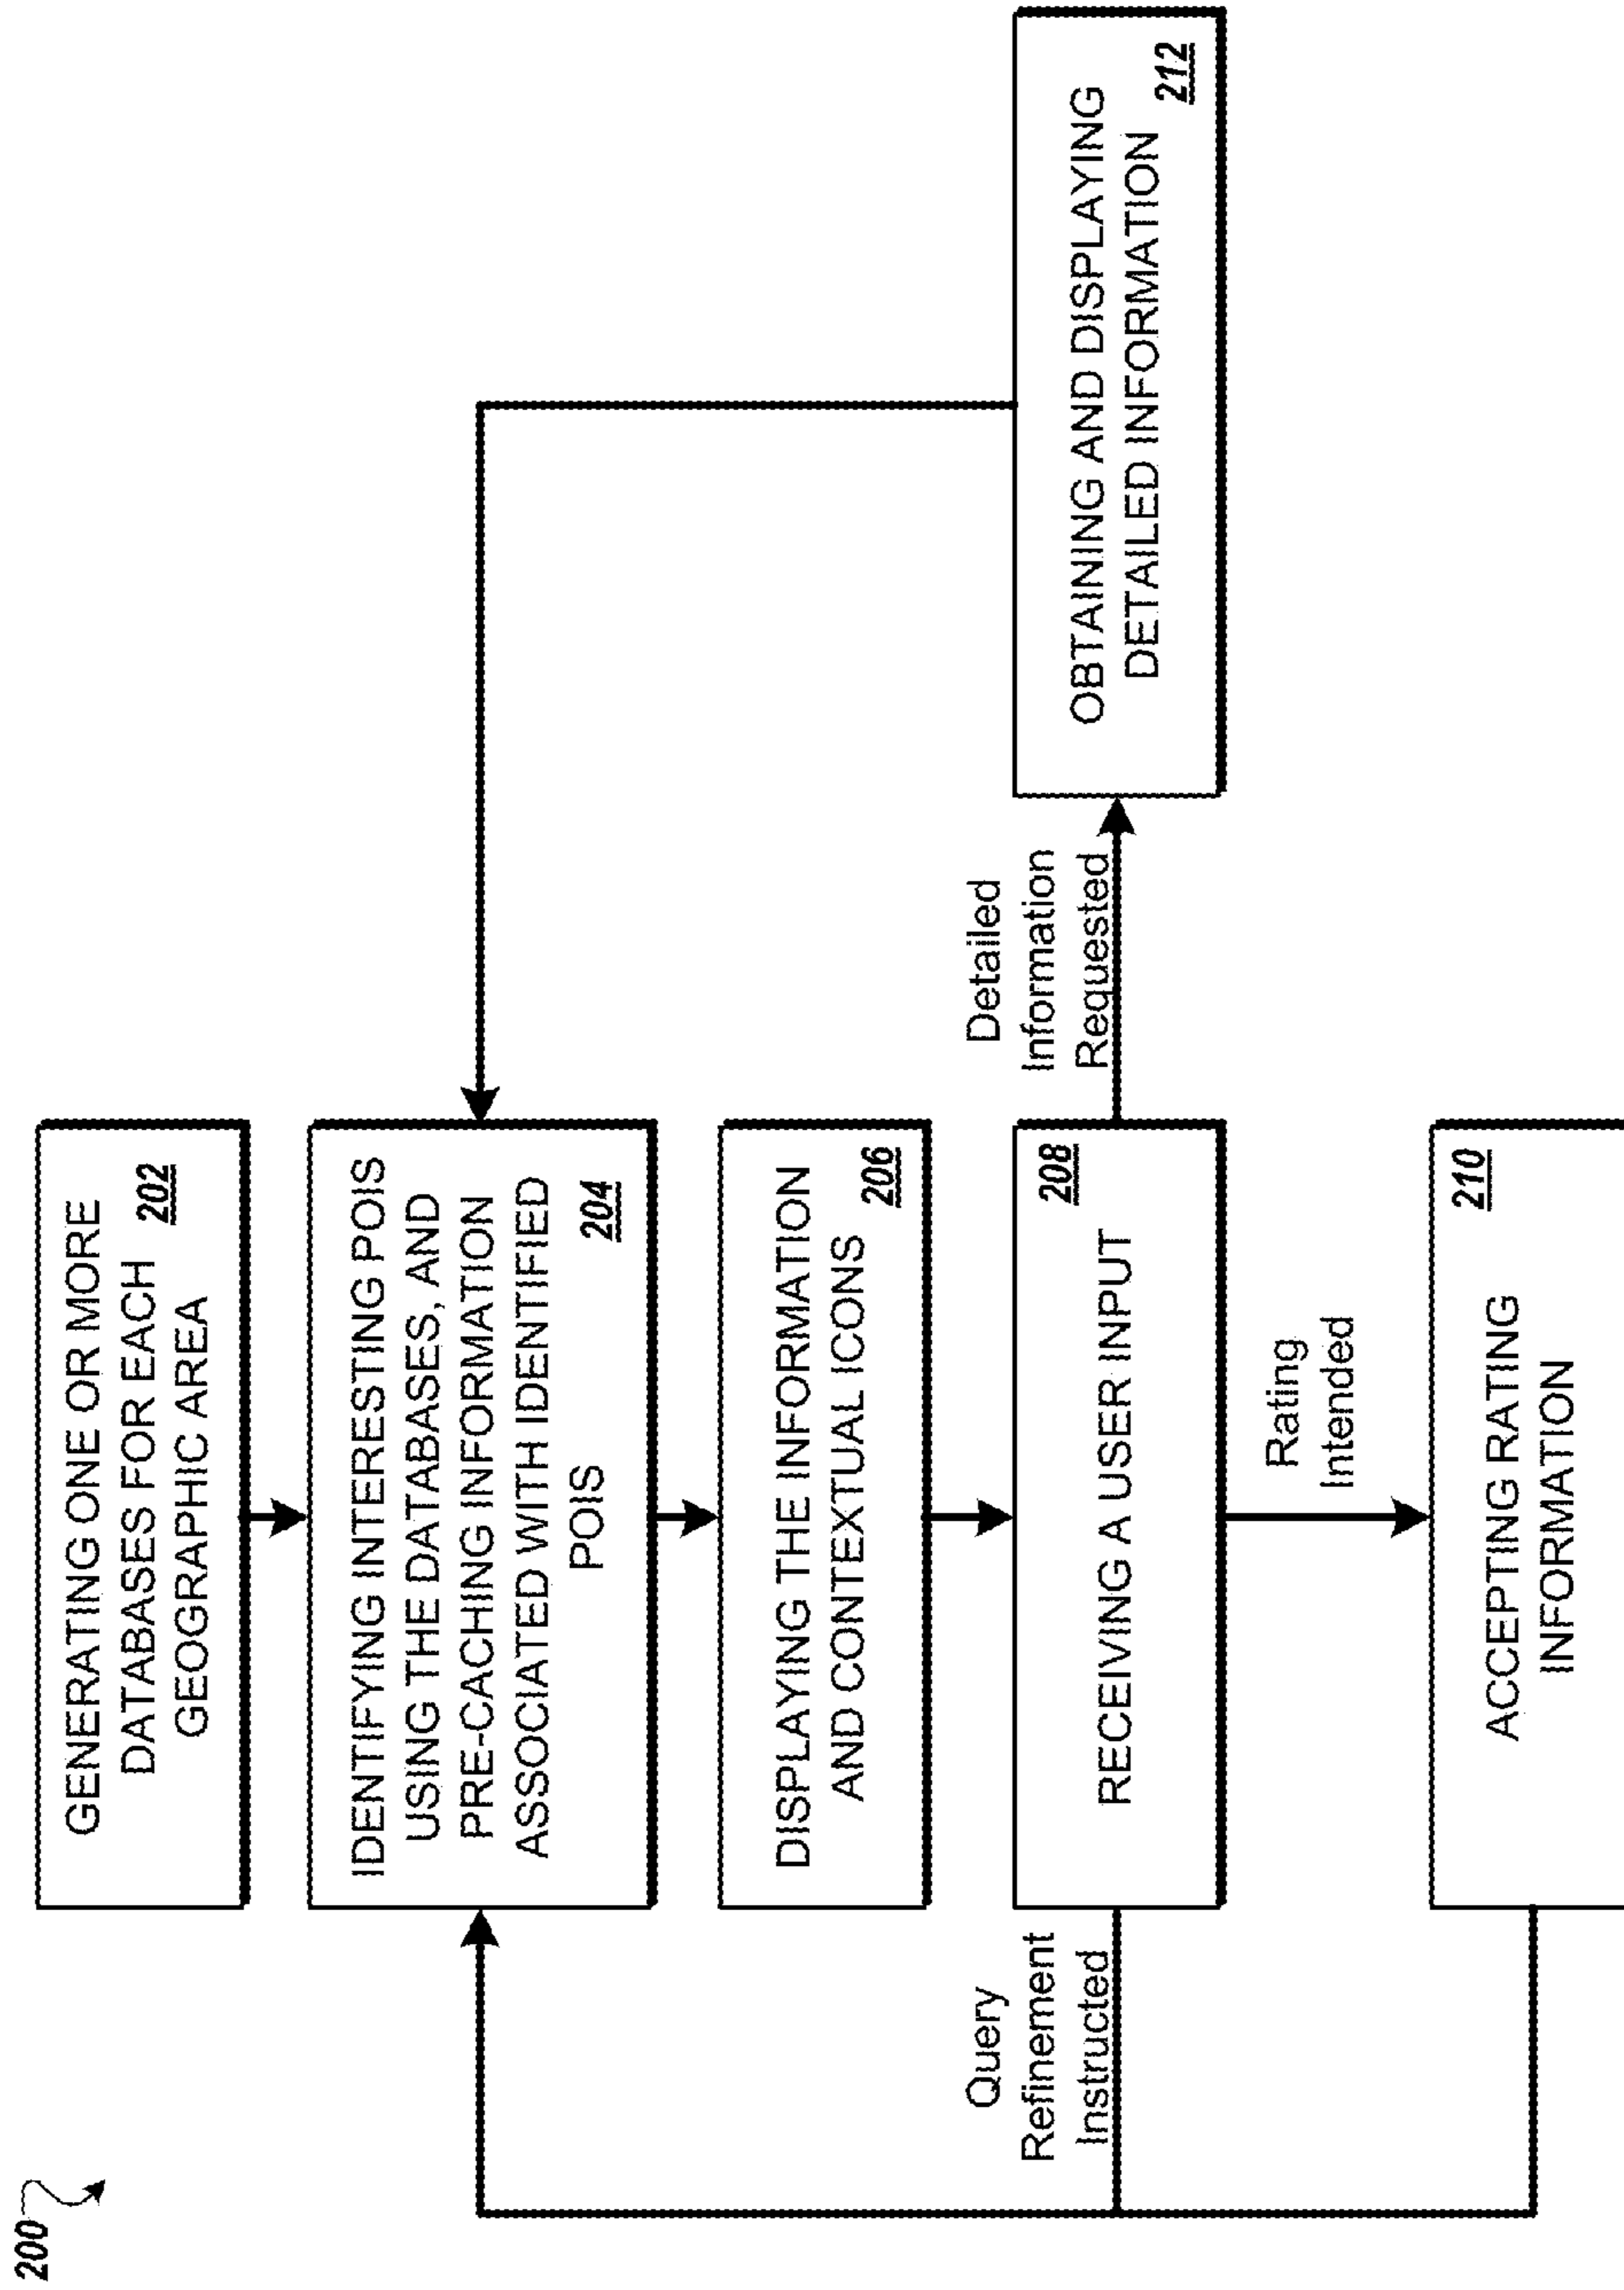 200
GENERATING ONE OR MORE
DATABASES FOR EACH
GEOGRAPHIC AREA
202
IDENTIFYING INTERESTING POIS
USING THE DATABASES, AND
PRE-CACHING INFORMATION
ASSOCIATED WITH IDENTIFIED
POIS
204
DISPLAYING THE INFORMATION
AND CONTEXTUAL ICONS
206
Query
Refinement
Instructed
RECEIVING A USER INPUT
208
Detailed
Information
Requested
OBTAINING AND DISPLAYING
DETAILED INFORMATION
212
Rating
Intended
ACCEPTING RATING
INFORMATION
210